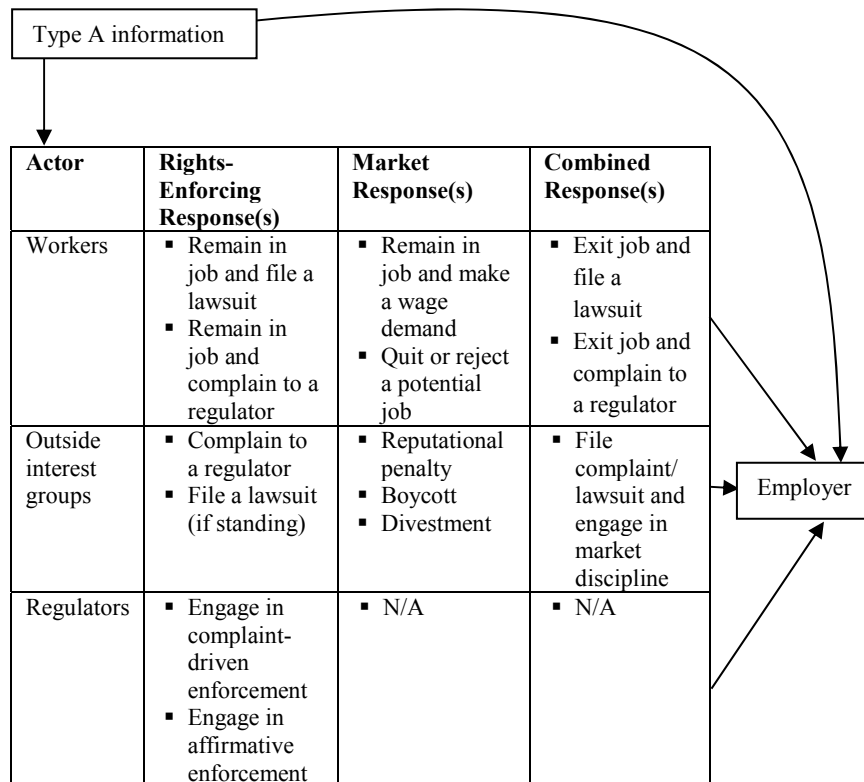 Type A information
Actor
Rights-
Enforcing
Response(s)
Market
Response(s)
Combined
Response(s)
Workers
▪ Remain in
job and file a
lawsuit
▪ Remain in
job and
complain to a
regulator
▪ Remain in
job and make
a wage
demand
▪ Quit or reject
a potential
job
▪ Exit job and
file a
lawsuit
▪ Exit job and
complain to
a regulator
Outside
interest
groups
▪ Complain to
a regulator
▪ File a lawsuit
(if standing)
▪ Reputational
penalty
▪ Boycott
▪ Divestment
▪ File
complaint/
lawsuit and
engage in
market
discipline
Employer
Regulators
▪ Engage in
complaint-
driven
enforcement
▪ Engage in
affirmative
enforcement
▪ N/A
▪ N/A